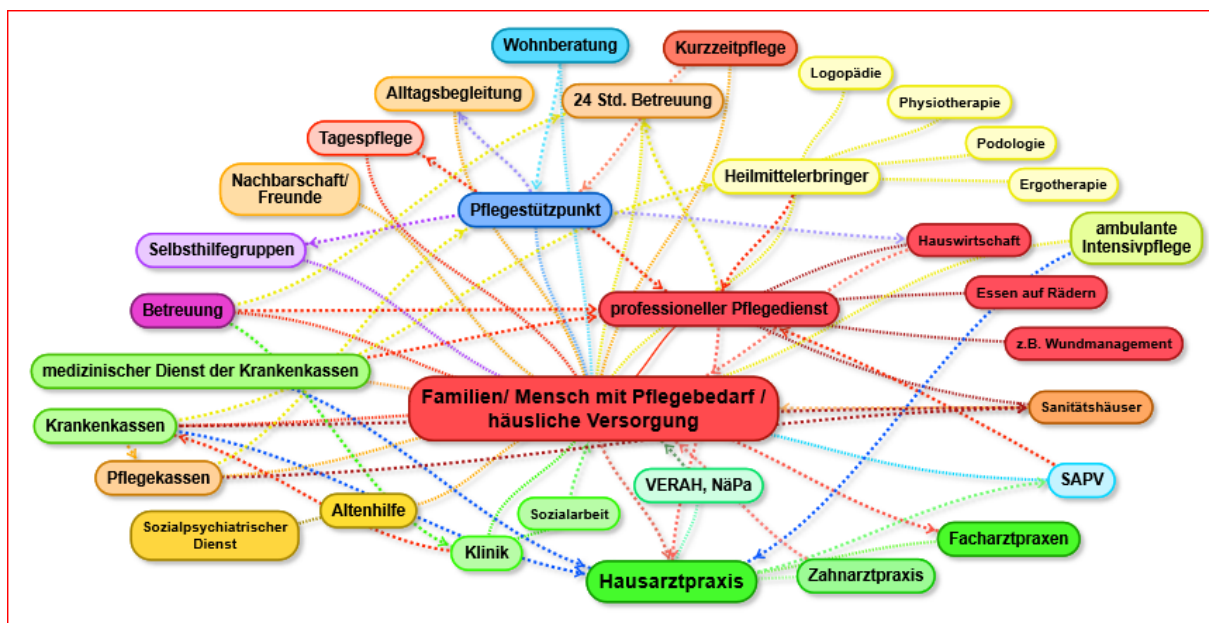 Wohnberatung
Kurzzeitpflege
Logopädie
Alltagsbegleitung
24 Std. Betreuung
Physiotherapie
Tagespflege
Podologie
Nachbarschaft/
Freunde
Heilmittelerbringer
Ergotherapie
Pflegestützpunkt
Selbsthilfegruppen
Hauswirtschaft
ambulante
Intensivpflege
Betreuung
professioneller Pflegedienst
Essen auf Rädern
z.B. Wundmanagement
medizinischer Dienst der Krankenkassen
Familien/ Mensch mit Pflegebedarf /
häusliche Versorgung
Sanitätshäuser
Krankenkassen
Pflegekassen
VERAH, NäPa
SAPV
Altenhilfe
Sozialarbeit
Sozialpsychiatrischer
Dienst
Klinik
Facharztpraxen
Hausarztpraxis
Zahnarztpraxis